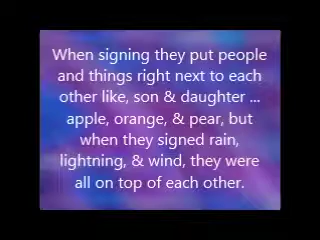 When signing they put people
and things right next to each
other like, son & daughter ...
apple, orange, & pear, but
when they signed rain,
lightning, & wind, they were
all on top of each other.